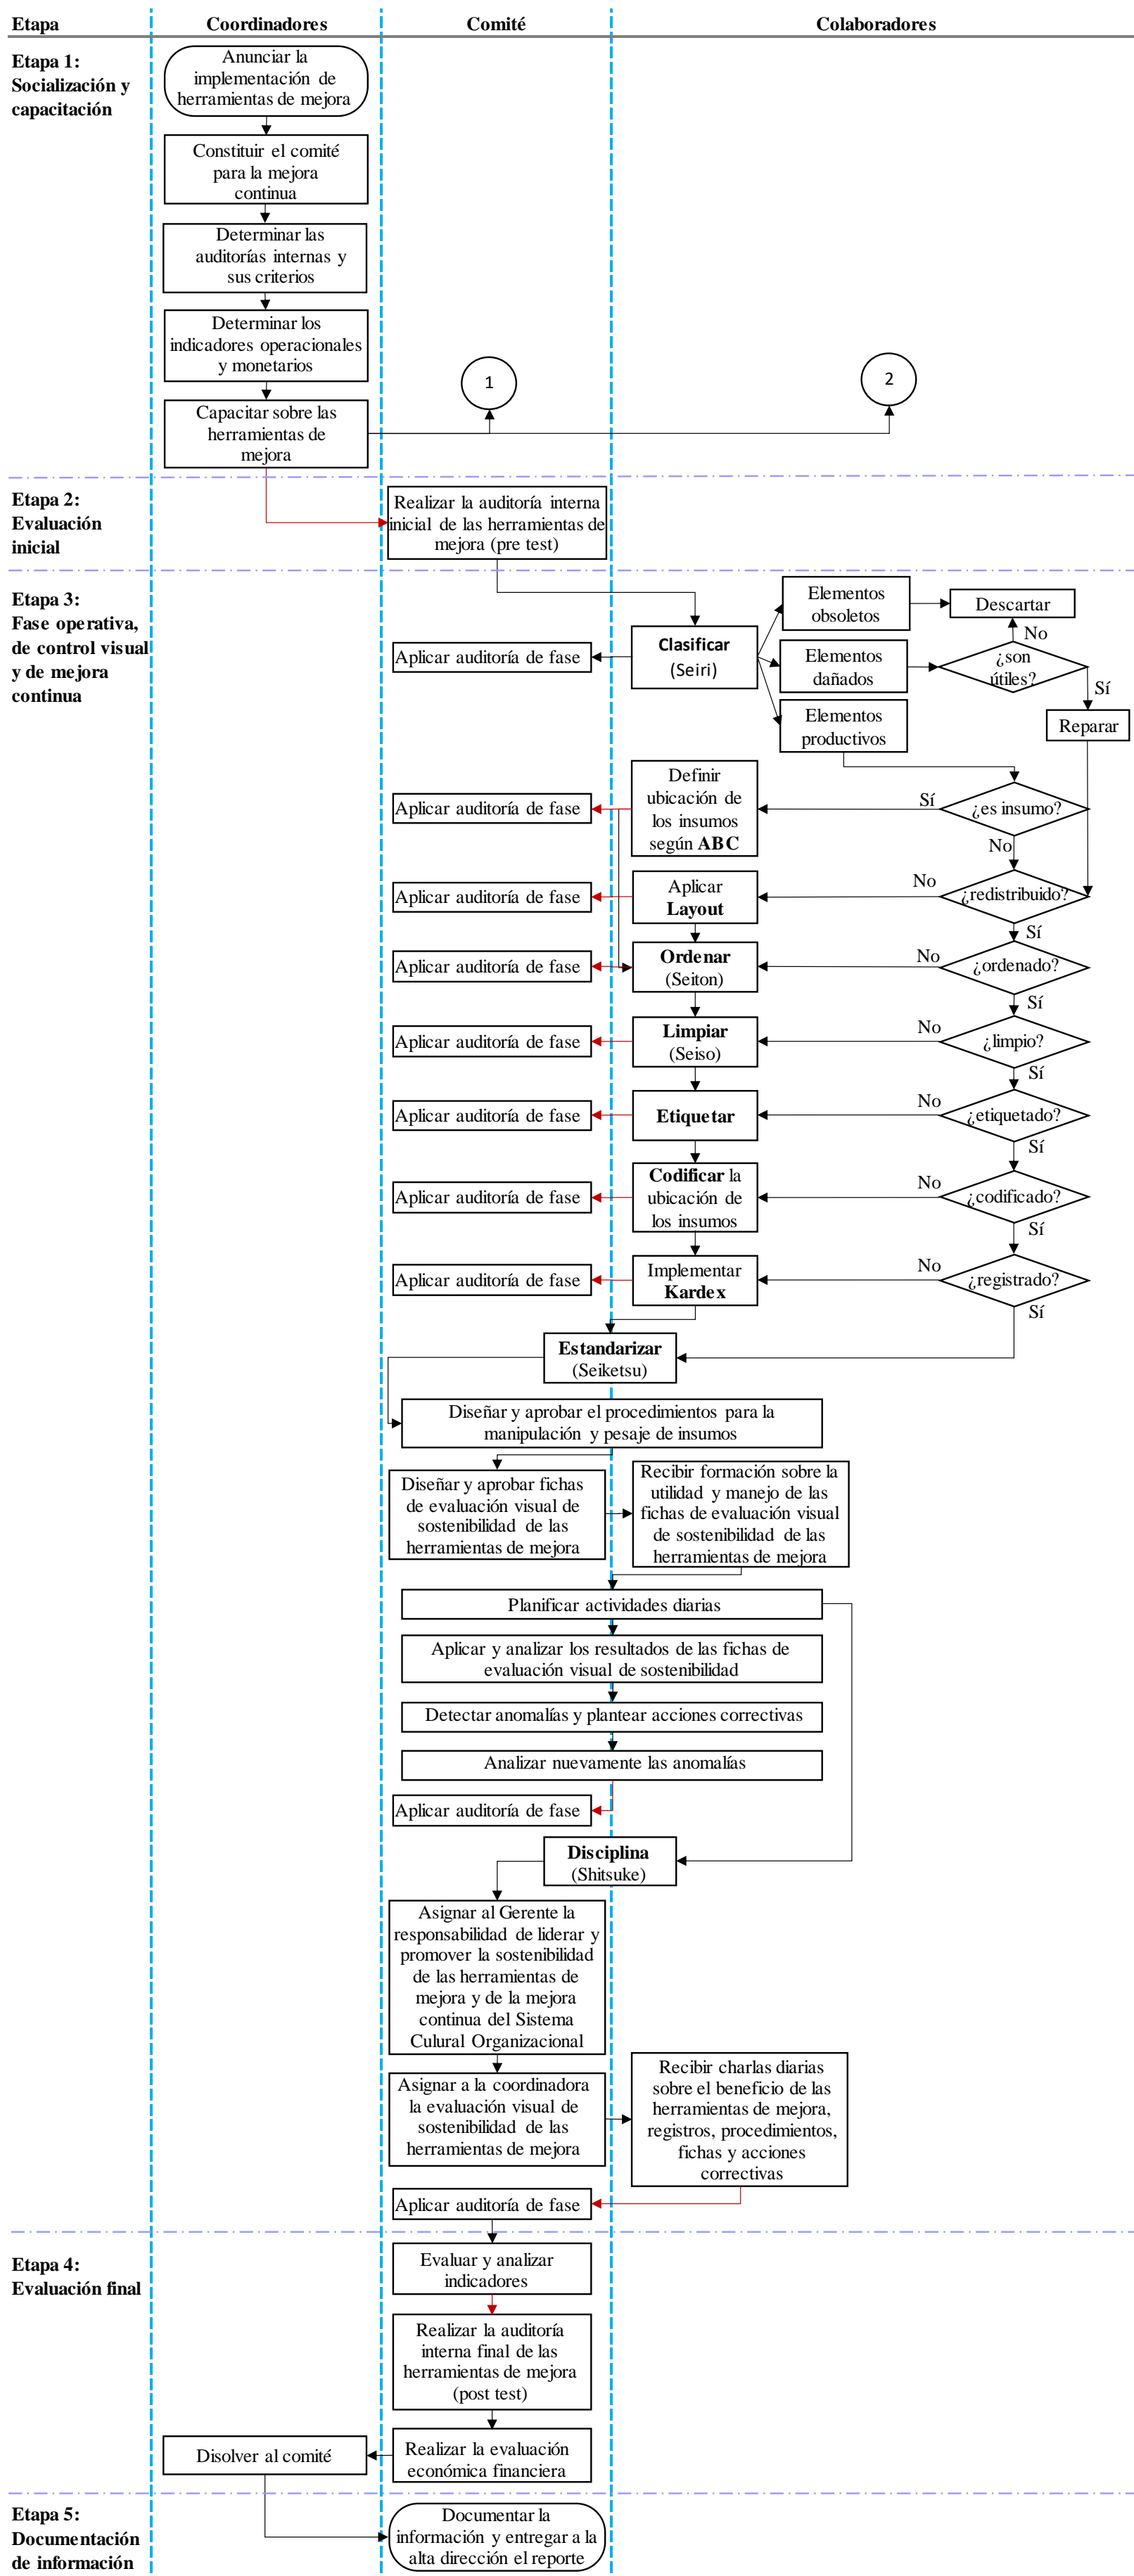 Etapa
Coordinadores
Comité
Colaboradores
Etapa 1:
Socialización y
capacitación
Anunciar la
implementación de
herramientas de mejora
Constituir el comité
para la mejora
continua
Determinar las
auditorías internas y
sus criterios
Determinar los
indicadores operacionales
y monetarios
Capacitar sobre las
herramientas de
mejora
1
2
Etapa 2:
Evaluación
inicial
Realizar la auditoría interna
inicial de las herramientas de
mejora (pre test)
Etapa 3:
Fase operativa,
de control visual
y de mejora
continua
Aplicar auditoría de fase
Clasificar
(Seiri)
Elementos
obsoletos
Descartar
No
Elementos
dañados
¿son
útiles?
Sí
Elementos
productivos
Reparar
Aplicar auditoría de fase
Definir
ubicación de
los insumos
según ABC
Sí
¿es insumo?
No
Aplicar auditoría de fase
Aplicar
Layout
No
¿redistribuido?
Sí
Aplicar auditoría de fase
Ordenar
(Seiton)
No
¿ordenado?
Sí
Aplicar auditoría de fase
Limpiar
(Seiso)
No
¿limpio?
Sí
Aplicar auditoría de fase
Etiquetar
No
¿etiquetado?
Sí
Aplicar auditoría de fase
Codificar la
ubicación de
los insumos
No
¿codificado?
Sí
Aplicar auditoría de fase
Implementar
Kardex
No
¿registrado?
Sí
Estandarizar
(Seiketsu)
Diseñar y aprobar el procedimientos para la
manipulación y pesaje de insumos
Diseñar y aprobar fichas
de evaluación visual de
sostenibilidad de las
herramientas de mejora
Recibir formación sobre la
utilidad y manejo de las
fichas de evaluación visual
de sostenibilidad de las
herramientas de mejora
Planificar actividades diarias
Aplicar y analizar los resultados de las fichas de
evaluación visual de sostenibilidad
Detectar anomalías y plantear acciones correctivas
Analizar nuevamente las anomalías
Aplicar auditoría de fase
Disciplina
(Shitsuke)
Asignar al Gerente la
responsabilidad de liderar y
promover la sostenibilidad
de las herramientas de
mejora y de la mejora
continua del Sistema
Culural Organizacional
Asignar a la coordinadora
la evaluación visual de
sostenibilidad de las
herramientas de mejora
Recibir charlas diarias
sobre el beneficio de las
herramientas de mejora,
registros, procedimientos,
fichas y acciones
correctivas
Aplicar auditoría de fase
Etapa 4:
Evaluación final
Evaluar y analizar
indicadores
Realizar la auditoría
interna final de las
herramientas de mejora
(post test)
Disolver al comité
Realizar la evaluación
económica financiera
Etapa 5:
Documentación
de información
Documentar la
información y entregar a la
alta dirección el reporte